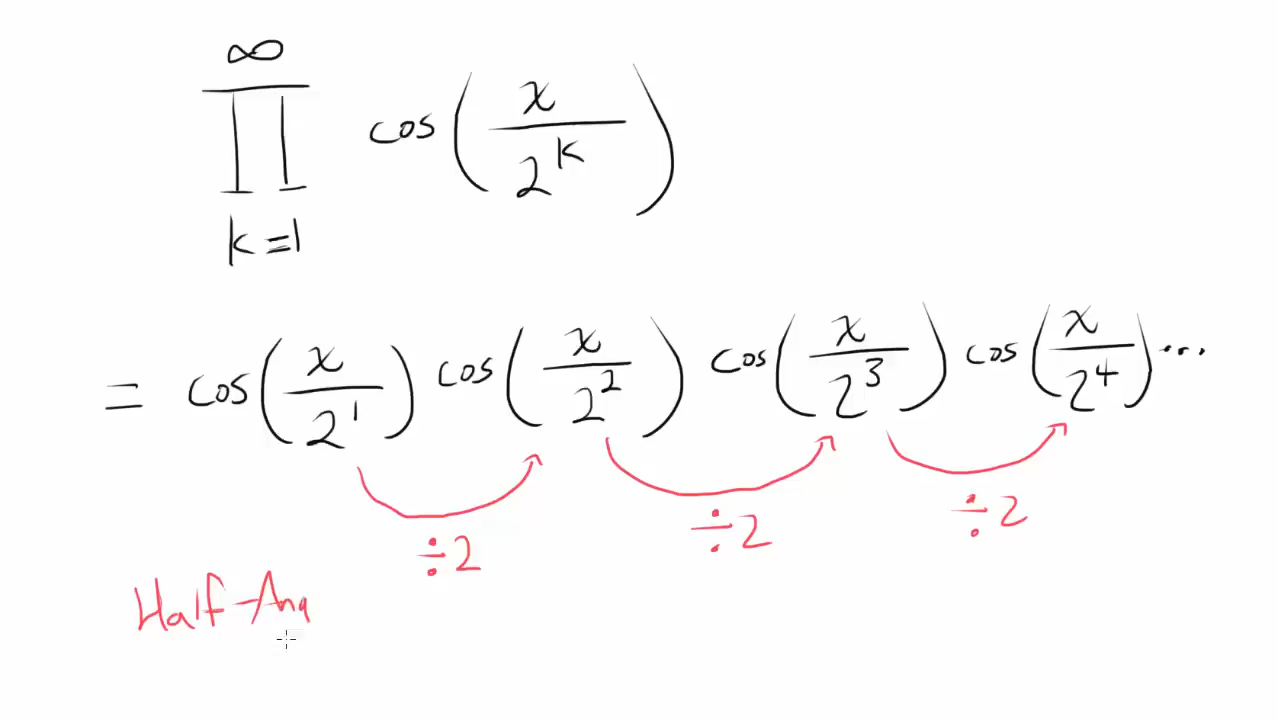 ∞
∏ cos(x/2^k)
k=1
= cos(x/2^1) cos(x/2^2) cos(x/2^3) cos(x/2^4) ...
÷2 ÷2 ÷2
Half-Ang